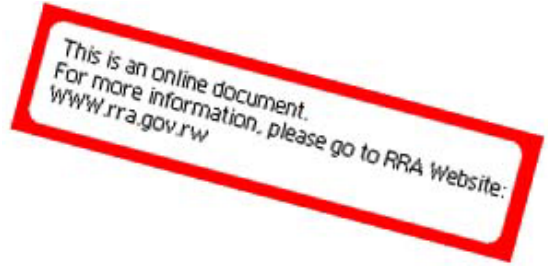 This is an online document.
For more information, please go to RRA Website:
WWW.rra.gov.rw